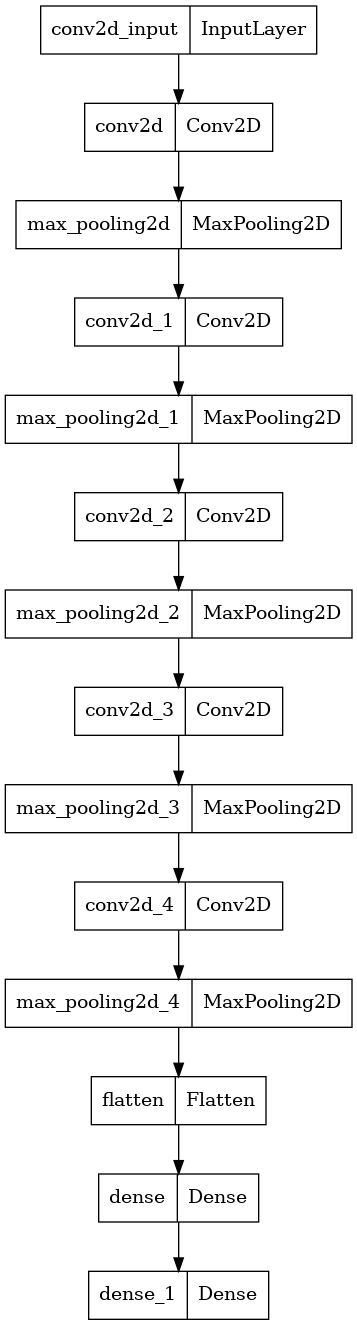 conv2d_input InputLayer
conv2d Conv2D
max_pooling2d MaxPooling2D
conv2d_1 Conv2D
max_pooling2d_1 MaxPooling2D
conv2d_2 Conv2D
max_pooling2d_2 MaxPooling2D
conv2d_3 Conv2D
max_pooling2d_3 MaxPooling2D
conv2d_4 Conv2D
max_pooling2d_4 MaxPooling2D
flatten Flatten
dense Dense
dense_1 Dense